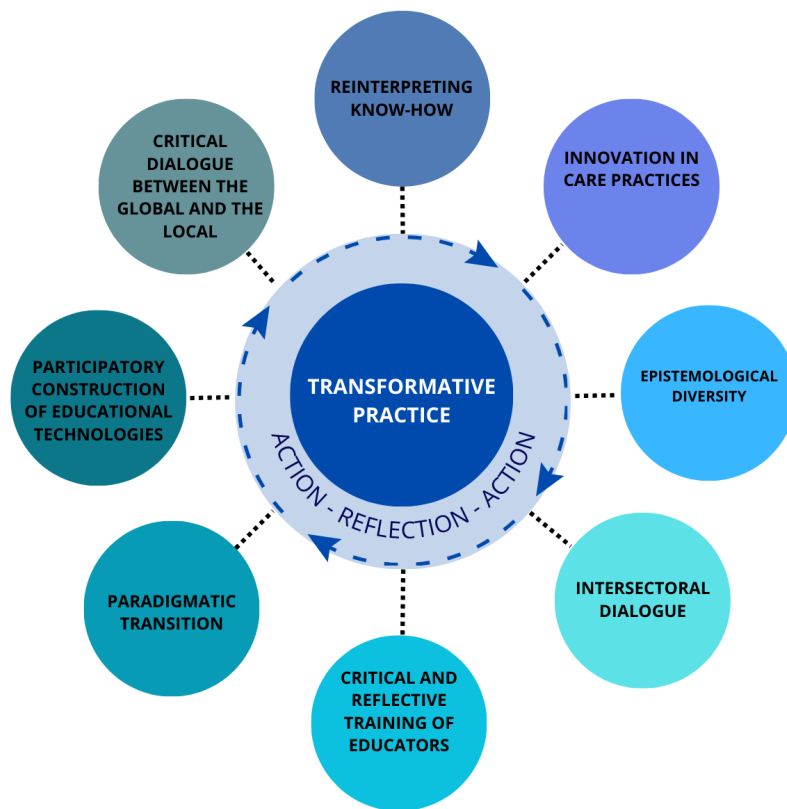 REINTERPRETING
KNOW-HOW
INNOVATION IN
CARE PRACTICES
EPISTEMOLOGICAL
DIVERSITY
INTERSECTORAL
DIALOGUE
CRITICAL AND
REFLECTIVE
TRAINING OF
EDUCATORS
PARADIGMATIC
TRANSITION
PARTICIPATORY
CONSTRUCTION
OF EDUCATIONAL
TECHNOLOGIES
CRITICAL
DIALOGUE
BETWEEN THE
GLOBAL AND THE
LOCAL
TRANSFORMATIVE
PRACTICE
ACTION - REFLECTION - ACTION